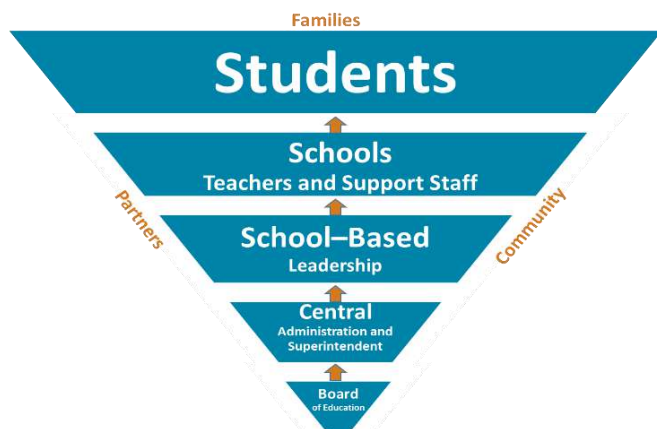 Families
Students
Schools
Teachers and Support Staff
Partners
Community
School–Based
Leadership
Central
Administration and
Superintendent
Board
of Education